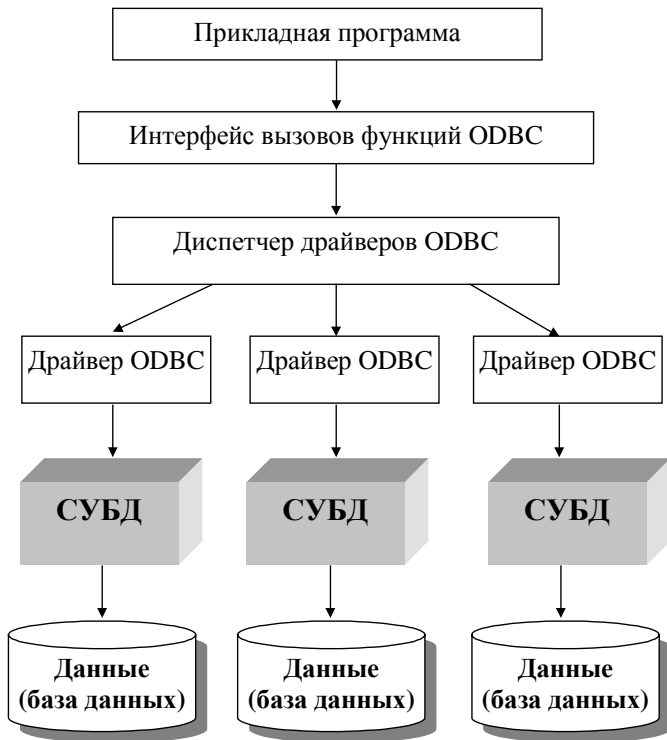 Прикладная программа
Интерфейс вызовов функций ODBC
Диспетчер драйверов ODBC
Драйвер ODBC
Драйвер ODBC
Драйвер ODBC
СУБД
СУБД
СУБД
Данные
(база данных)
Данные
(база данных)
Данные
(база данных)